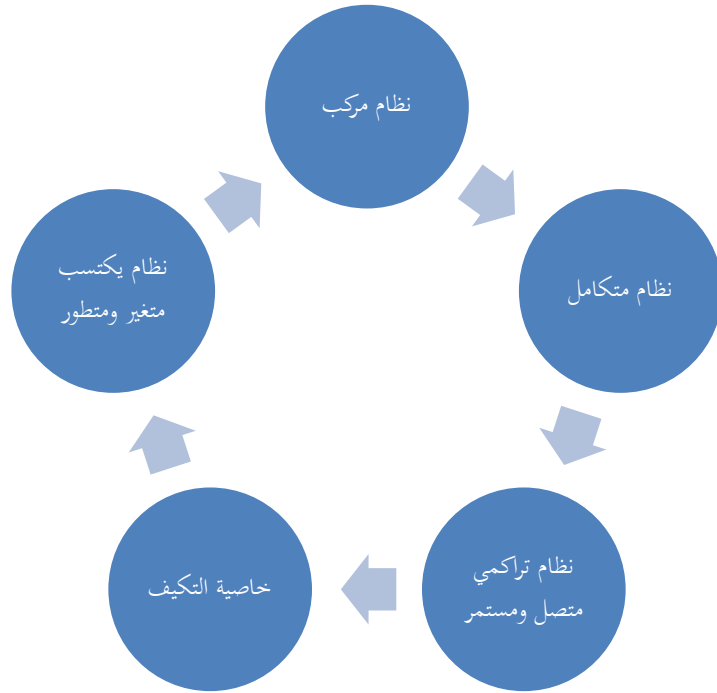 نظام مركب
نظام متكامل
نظام تراكمي
متصل ومستمر
خاصية التكيف
نظام يكتسب
متغير ومتطور